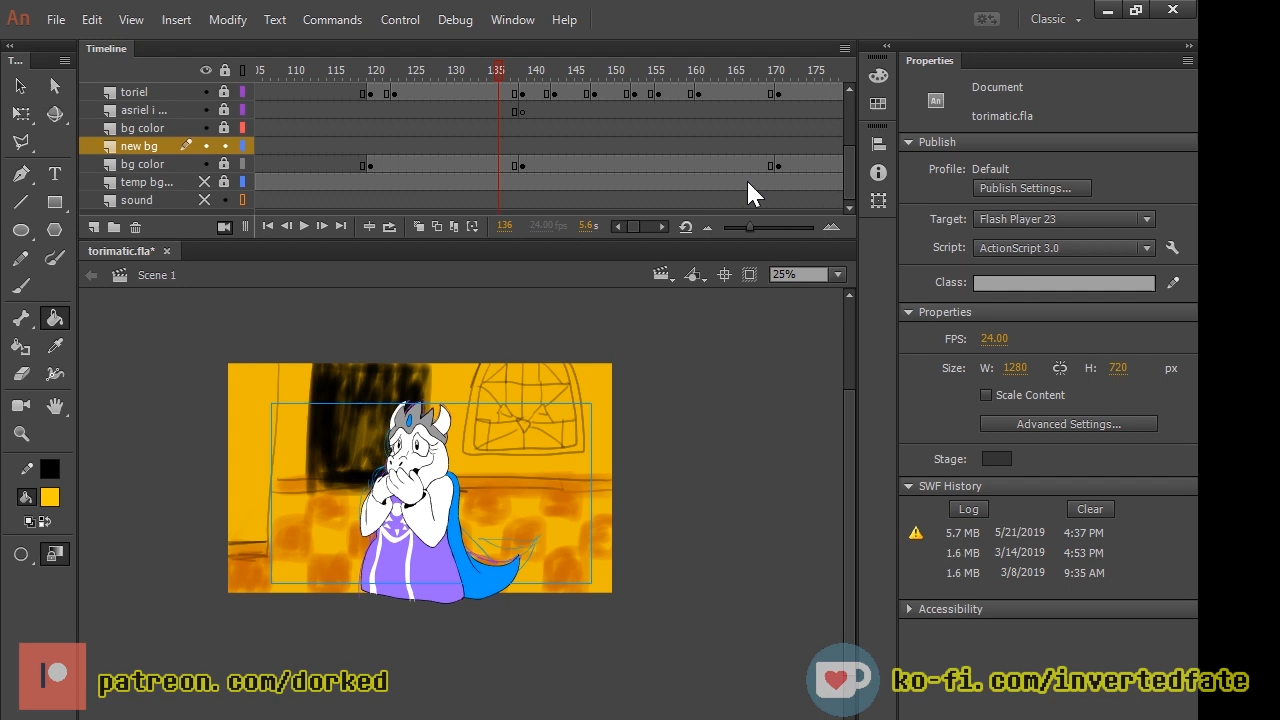 An File Edit View Insert Modify Text Commands Control Debug Window Help Classic
T... Timeline Properties
05 110 115 120 125 130 135 140 145 150 155 160 165 170 175
toriel
asriel i ...
bg color
new bg
bg color
temp bg...
sound
136 24.00 fps 5.6 s
torimatic.fla*
Scene 1 25%
Document
An torimatic.fla
Publish
Profile: Default
Publish Settings...
Target: Flash Player 23
Script: ActionScript 3.0
Class:
Properties
FPS: 24.00
Size: W: 1280 H: 720 px
Scale Content
Advanced Settings...
Stage:
SWF History
Log Clear
5.7 MB 5/21/2019 4:37 PM
1.6 MB 3/14/2019 4:53 PM
1.6 MB 3/8/2019 9:35 AM
Accessibility
patreon.com/dorked
ko-fi.com/invertedfate